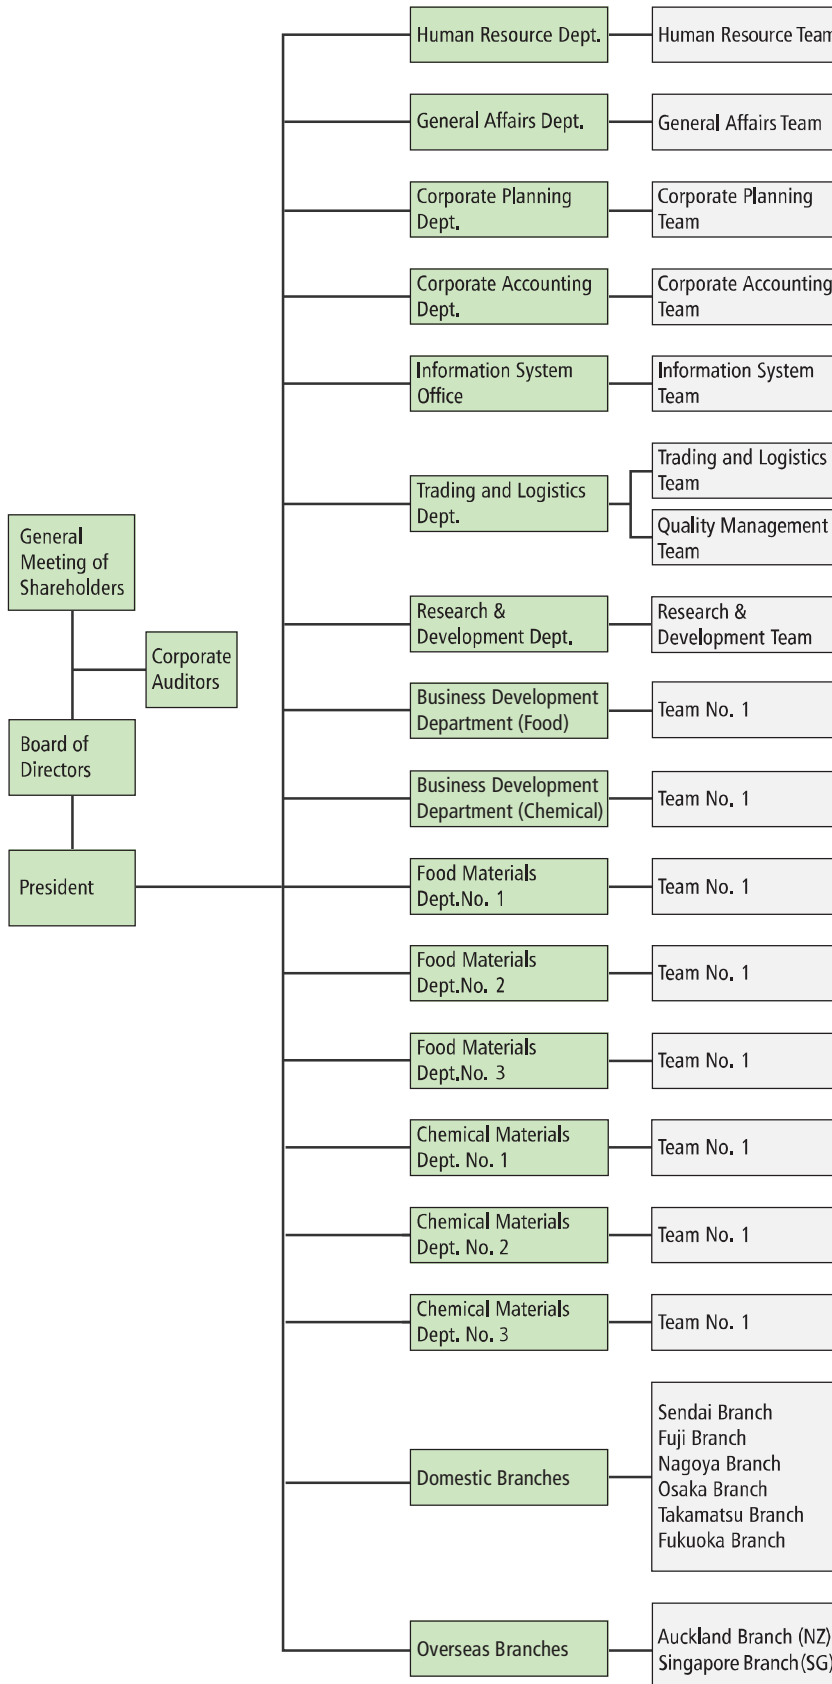 Human Resource Dept.
Human Resource Team
General Affairs Dept.
General Affairs Team
Corporate Planning
Dept.
Corporate Planning
Team
Corporate Accounting
Dept.
Corporate Accounting
Team
Information System
Office
Information System
Team
Trading and Logistics
Dept.
Trading and Logistics
Team
Quality Management
Team
General
Meeting of
Shareholders
Corporate
Auditors
Board of
Directors
President
Research &
Development Dept.
Research &
Development Team
Business Development
Department (Food)
Team No. 1
Business Development
Department (Chemical)
Team No. 1
Food Materials
Dept.No. 1
Team No. 1
Food Materials
Dept.No. 2
Team No. 1
Food Materials
Dept.No. 3
Team No. 1
Chemical Materials
Dept. No. 1
Team No. 1
Chemical Materials
Dept. No. 2
Team No. 1
Chemical Materials
Dept. No. 3
Team No. 1
Domestic Branches
Sendai Branch
Fuji Branch
Nagoya Branch
Osaka Branch
Takamatsu Branch
Fukuoka Branch
Overseas Branches
Auckland Branch (NZ)
Singapore Branch (SG)